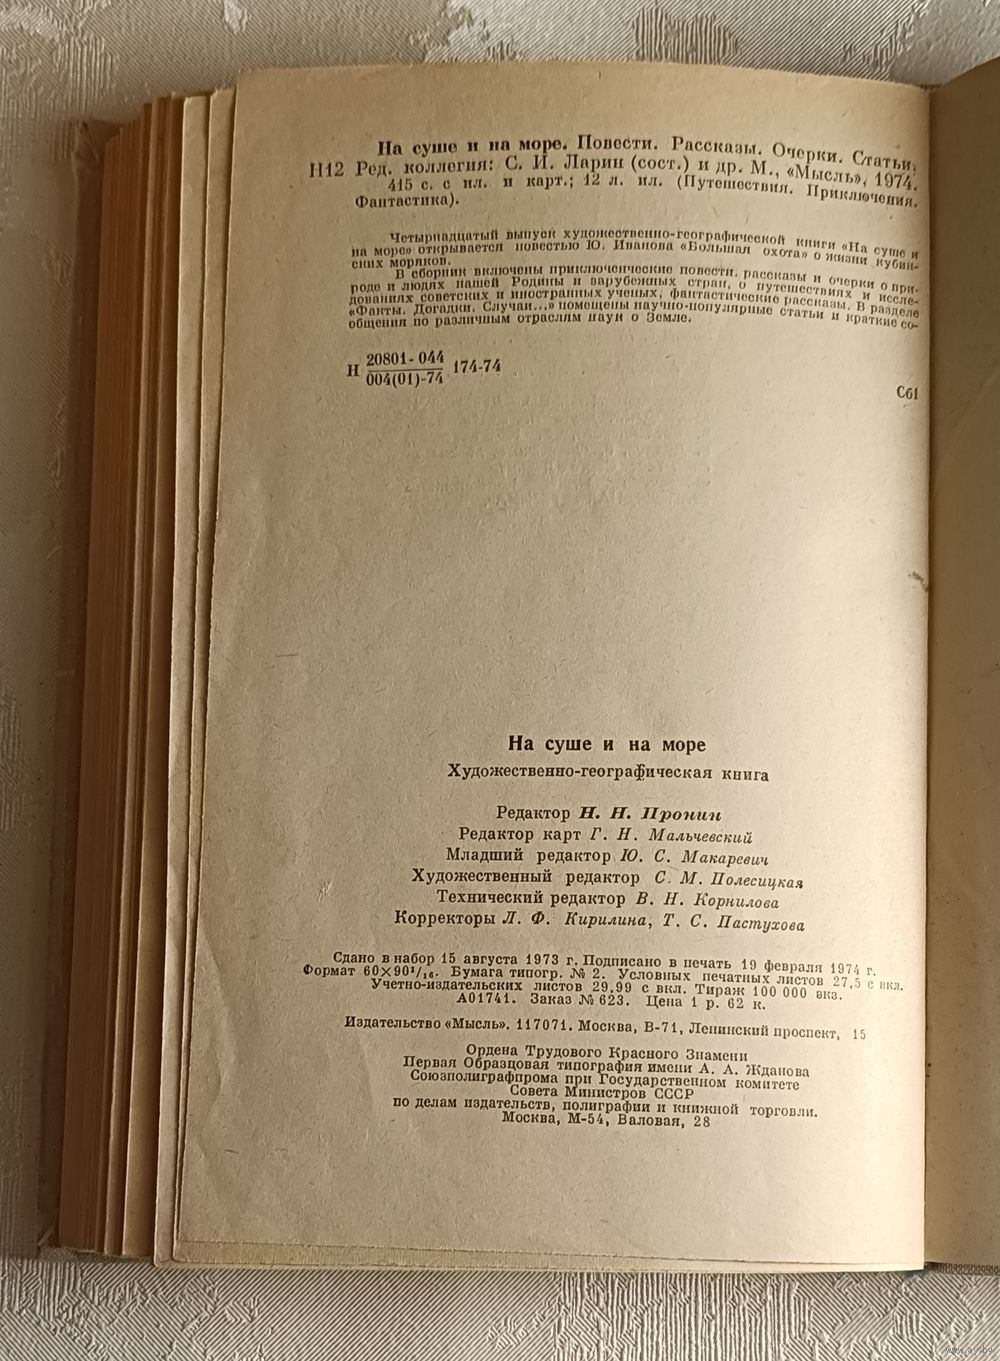 На суше и на море. Повести. Рассказы. Очерки. Статьи.
Н12 Ред. коллегия: С. И. Ларин (сост.) и др. М., «Мысль», 1974.
415 с. с ил. и карт.; 12 л. ил. (Путешествия. Приключения.
Фантастика).
Четырнадцатый выпуск художественно-географической книги «На суше и
на море» открывается повестью Ю. Иванова «Большая охота» о жизни кубин-
ских моряков.
В сборник включены приключенческие повести, рассказы и очерки о при-
роде и людях нашей Родины и зарубежных стран, о путешествиях и иссле-
дованиях советских и иностранных ученых, фантастические рассказы. В разделе
«Факты. Догадки. Случаи...» помещены научно-популярные статьи и краткие со-
общения по различным отраслям наук о Земле.
Н 20801-044
004(01)-74 174-74
Сб1
На суше и на море
Художественно-географическая книга
Редактор Н. Н. Пронин
Редактор карт Г. Н. Мальчевский
Младший редактор Ю. С. Макаревич
Художественный редактор С. М. Полесицкая
Технический редактор В. Н. Корнилова
Корректоры Л. Ф. Кирилина, Т. С. Пастухова
Сдано в набор 15 августа 1973 г. Подписано в печать 19 февраля 1974 г.
Формат 60×90¹/₁₆. Бумага типогр. № 2. Условных печатных листов 27,5 с вкл.
Учетно-издательских листов 29,99 с вкл. Тираж 100 000 экз.
А01741. Заказ № 623. Цена 1 р. 62 к.
Издательство «Мысль». 117071. Москва, В-71, Ленинский проспект, 15
Ордена Трудового Красного Знамени
Первая Образцовая типография имени А. А. Жданова
Союзполиграфпрома при Государственном комитете
Совета Министров СССР
по делам издательств, полиграфии и книжной торговли.
Москва, М-54, Валовая, 28
www.ay.by